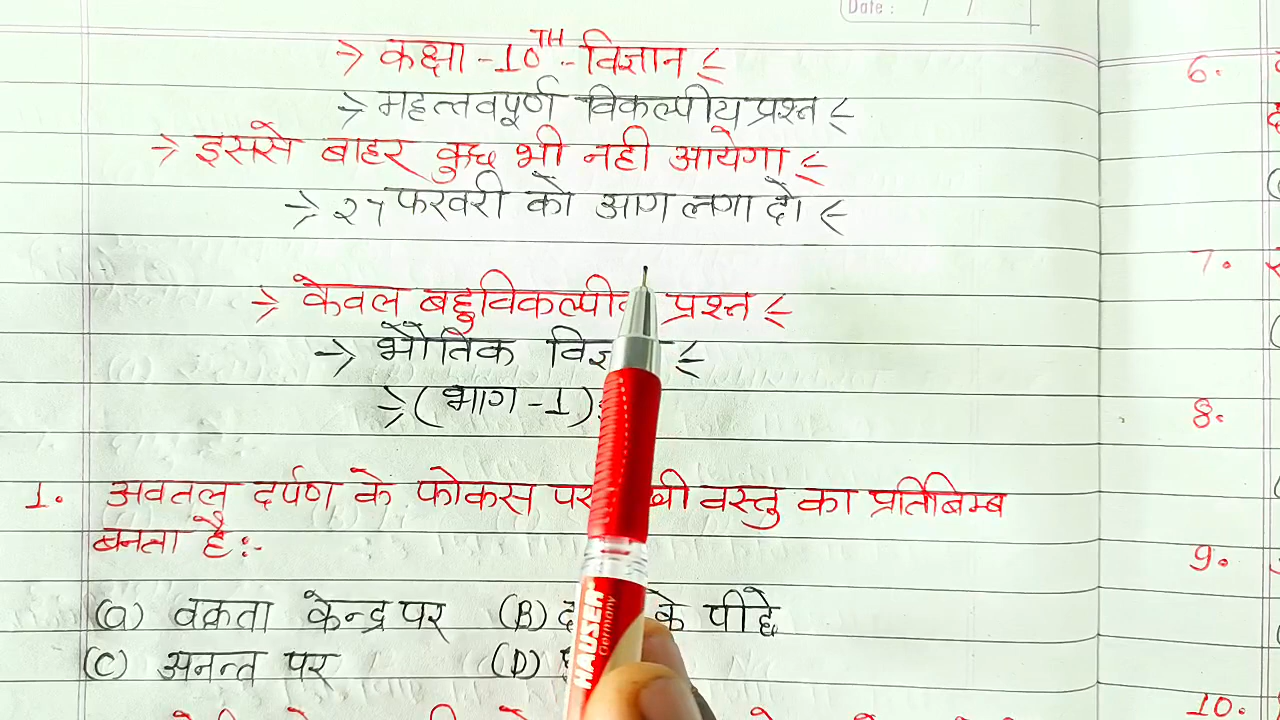 Date : / /
→ कक्षा -10TH- विज्ञान ←
→ महत्त्वपूर्ण विकल्पीय प्रश्न ←
→ इससे बाहर कुछ भी नही आयेगा ←
→ २७ फरवरी को आग लगा दो ←
→ केवल बहुविकल्पीय प्रश्न ←
→ भौतिक ←
→ (भाग -1)
1. अवतल दर्पण के फोकस पर वस्तु का प्रतिबिम्ब
बनता है:-
(a) वक्रता केन्द्र पर (B) के पीछे
(C) अनन्त पर (D)
6.
7.
8.
9.
10.
HAUSER
Germany